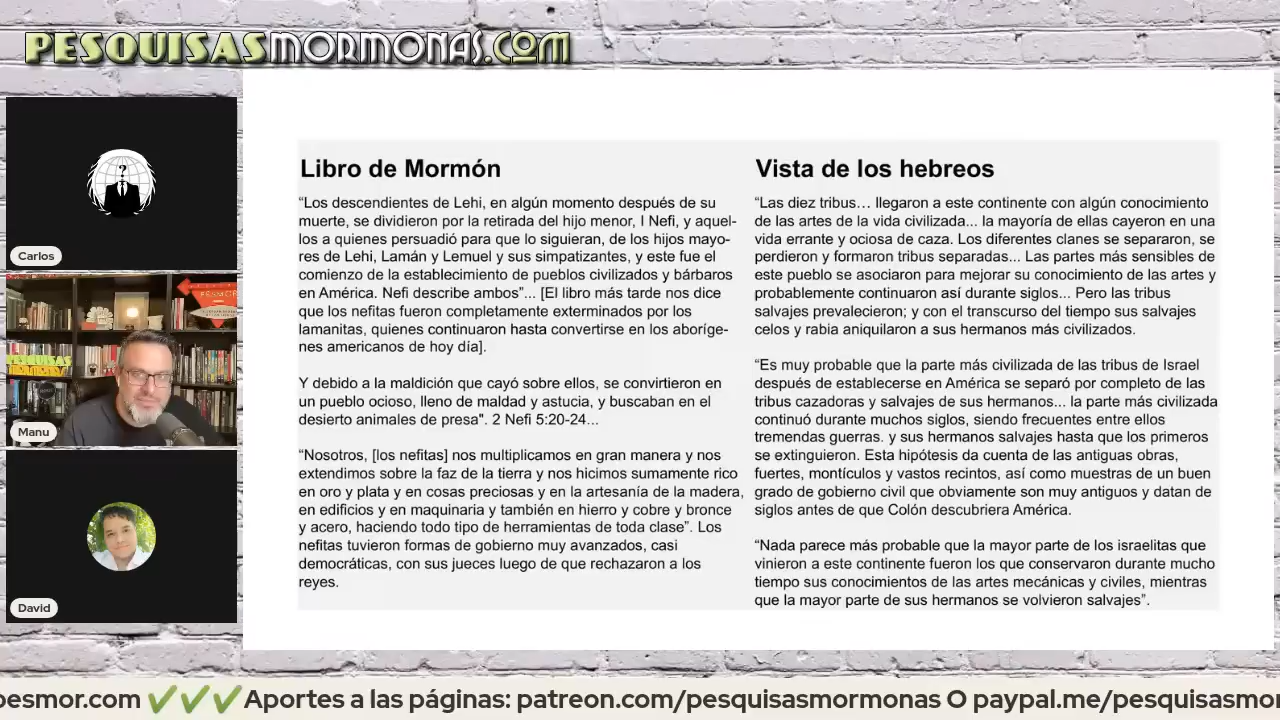 PESQUISASMORMONAS.COM
Carlos
Manu
David
Libro de Mormón
“Los descendientes de Lehi, en algún momento después de su
muerte, se dividieron por la retirada del hijo menor, I Nefi, y aquel-
los a quienes persuadió para que lo siguieran, de los hijos mayo-
res de Lehi, Lamán y Lemuel y sus simpatizantes, y este fue el
comienzo de la establecimiento de pueblos civilizados y bárbaros
en América. Nefi describe ambos”... [El libro más tarde nos dice
que los nefitas fueron completamente exterminados por los
lamanitas, quienes continuaron hasta convertirse en los aboríge-
nes americanos de hoy día].
Y debido a la maldición que cayó sobre ellos, se convirtieron en
un pueblo ocioso, lleno de maldad y astucia, y buscaban en el
desierto animales de presa". 2 Nefi 5:20-24...
“Nosotros, [los nefitas] nos multiplicamos en gran manera y nos
extendimos sobre la faz de la tierra y nos hicimos sumamente rico
en oro y plata y en cosas preciosas y en la artesanía de la madera,
en edificios y en maquinaria y también en hierro y cobre y bronce
y acero, haciendo todo tipo de herramientas de toda clase”. Los
nefitas tuvieron formas de gobierno muy avanzados, casi
democráticas, con sus jueces luego de que rechazaron a los
reyes.
Vista de los hebreos
“Las diez tribus… llegaron a este continente con algún conocimiento
de las artes de la vida civilizada... la mayoría de ellas cayeron en una
vida errante y ociosa de caza. Los diferentes clanes se separaron, se
perdieron y formaron tribus separadas... Las partes más sensibles de
este pueblo se asociaron para mejorar su conocimiento de las artes y
probablemente continuaron así durante siglos... Pero las tribus
salvajes prevalecieron; y con el transcurso del tiempo sus salvajes
celos y rabia aniquilaron a sus hermanos más civilizados.
“Es muy probable que la parte más civilizada de las tribus de Israel
después de establecerse en América se separó por completo de las
tribus cazadoras y salvajes de sus hermanos... la parte más civilizada
continuó durante muchos siglos, siendo frecuentes entre ellos
tremendas guerras. y sus hermanos salvajes hasta que los primeros
se extinguieron. Esta hipótesis da cuenta de las antiguas obras,
fuertes, montículos y vastos recintos, así como muestras de un buen
grado de gobierno civil que obviamente son muy antiguos y datan de
siglos antes de que Colón descubriera América.
“Nada parece más probable que la mayor parte de los israelitas que
vinieron a este continente fueron los que conservaron durante mucho
tiempo sus conocimientos de las artes mecánicas y civiles, mientras
que la mayor parte de sus hermanos se volvieron salvajes”.
pesmor.com ✔✔✔Aportes a las páginas: patreon.com/pesquisasmormonas O paypal.me/pesquisasmor